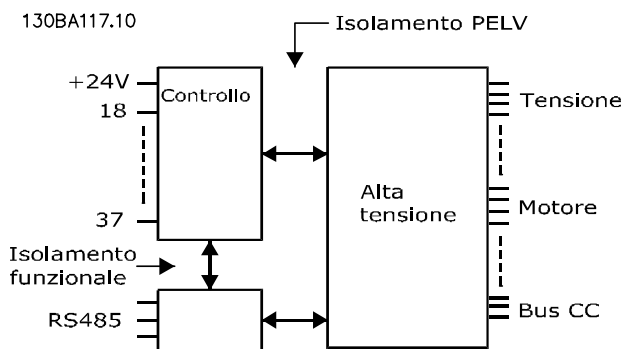 130BA117.10
Isolamento PELV
+24V
Controllo
18
Tensione
37
Alta
tensione
Motore
Isolamento
funzionale
RS485
Bus CC